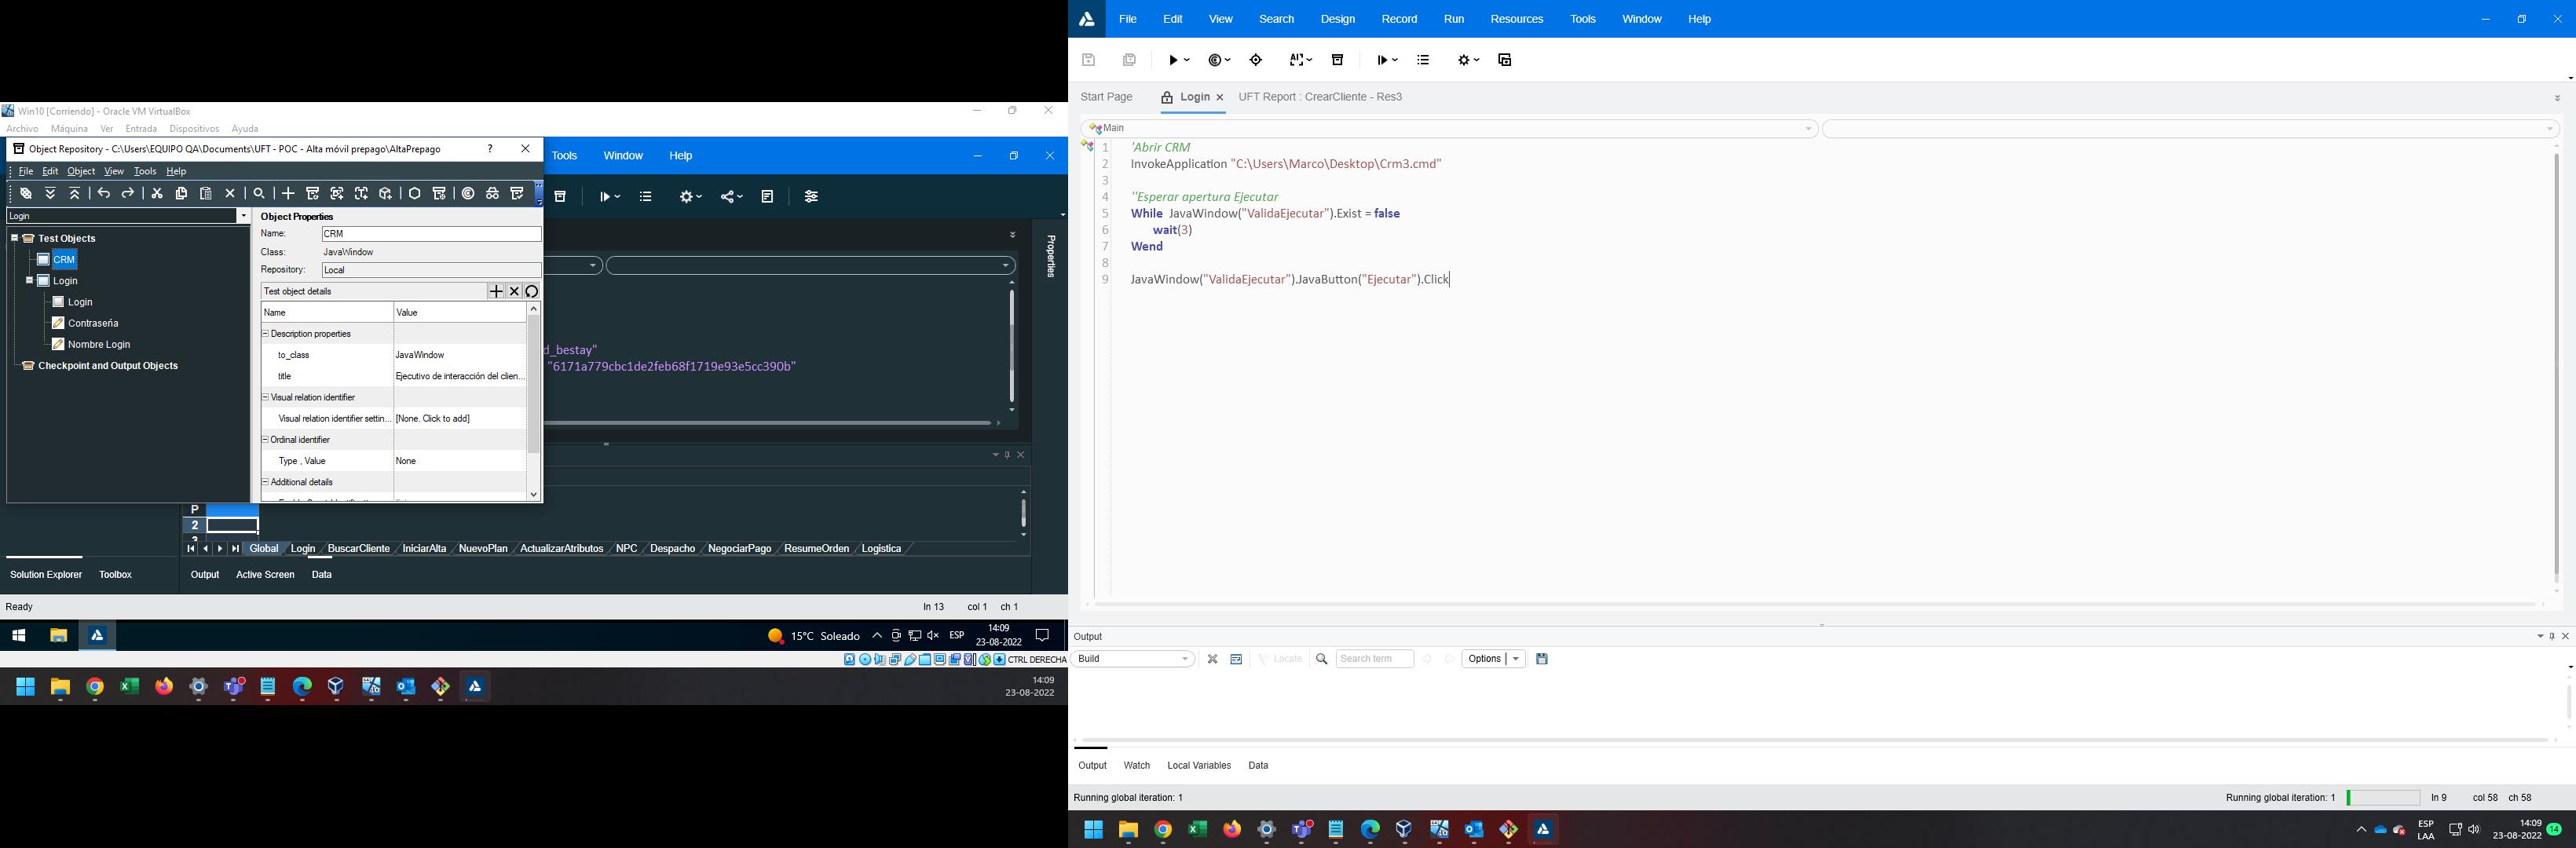 Win10 [Corriendo] - Oracle VM VirtualBox
Archivo Máquina Ver Entrada Dispositivos Ayuda
Object Repository - C:\Users\EQUIPO QA\Documents\UFT - POC - Alta móvil prepago\AltaPrepago
Tools Window Help
File Edit Object View Tools Help
Login
Test Objects
CRM
Login
Login
Contraseña
Nombre Login
Checkpoint and Output Objects
Object Properties
Name: CRM
Class: JavaWindow
Repository: Local
Test object details
Name Value
Description properties
to_class JavaWindow
title Ejecutivo de interacción del clien...
Visual relation identifier
Visual relation identifier settin... [None. Click to add]
Ordinal identifier
Type , Value None
Additional details
Properties
d_bestay"
"6171a779cbc1de2feb68f1719e93e5cc390b"
P
2
Global Login BuscarCliente IniciarAlta NuevoPlan ActualizarAtributos NPC Despacho NegociarPago ResumeOrden Logistica
Solution Explorer Toolbox Output Active Screen Data
Ready ln 13 col 1 ch 1
15°C Soleado ESP 14:09
23-08-2022
CTRL DERECHA
14:09
23-08-2022
File Edit View Search Design Record Run Resources Tools Window Help
Start Page Login UFT Report : CrearCliente - Res3
Main
1 'Abrir CRM
2 InvokeApplication "C:\Users\Marco\Desktop\Crm3.cmd"
3
4 ''Esperar apertura Ejecutar
5 While JavaWindow("ValidaEjecutar").Exist = false
6 wait(3)
7 Wend
8
9 JavaWindow("ValidaEjecutar").JavaButton("Ejecutar").Click
Output
Build Locate Search term Options
Output Watch Local Variables Data
Running global iteration: 1 Running global iteration: 1 ln 9 col 58 ch 58
ESP
LAA
14:09
23-08-2022
14